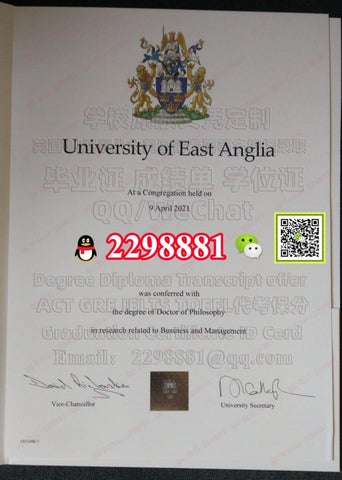 学校原版 1:1 定制
University of East Anglia
毕业证 成绩单 学位证
At a Congregation held on
9 April 2021
QQ/WeChat
2298881
Degree Diploma Transcript offer
was conferred with
ACT GRE IELTS TOEFL代考保分
the degree of Doctor of Philosophy
in research related to Business and Management
Graduation Certificate ID Cerd
Email: 2298881@qq.com
Vice-Chancellor
University Secretary